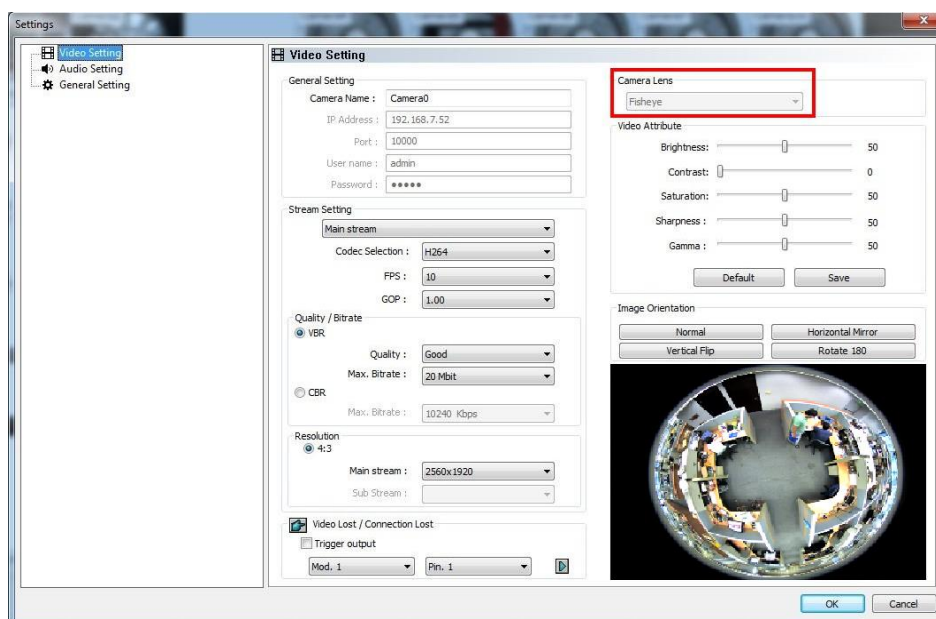 Settings
Video Setting
Audio Setting
General Setting
Video Setting
General Setting
Camera Name : Camera0
IP Address : 192.168.7.52
Port : 10000
User name : admin
Password : ●●●●●
Stream Setting
Main stream
Codec Selection : H264
FPS : 10
GOP : 1.00
Quality / Bitrate
VBR
Quality : Good
Max. Bitrate : 20 Mbit
CBR
Max. Bitrate : 10240 Kbps
Resolution
4:3
Main stream : 2560x1920
Sub Stream :
Video Lost / Connection Lost
Trigger output
Mod. 1 Pin. 1
Camera Lens
Fisheye
Video Attribute
Brightness: 50
Contrast: 0
Saturation: 50
Sharpness : 50
Gamma : 50
Default Save
Image Orientation
Normal Horizontal Mirror
Vertical Flip Rotate 180
OK Cancel